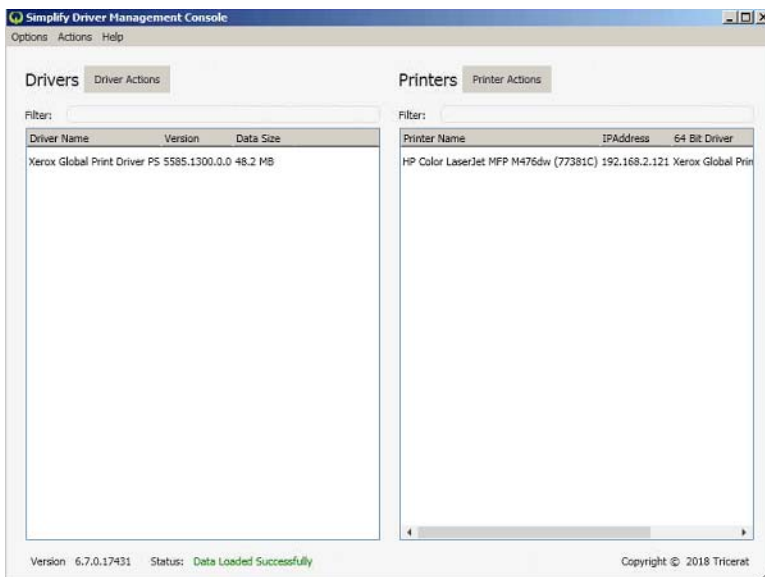 Simplify Driver Management Console
Options Actions Help
Drivers Driver Actions
Filter:
Driver Name Version Data Size
Xerox Global Print Driver PS 5585.1300.0.0 48.2 MB
Printers Printer Actions
Filter:
Printer Name IPAddress 64 Bit Driver
HP Color LaserJet MFP M476dw (77381C) 192.168.2.121 Xerox Global Prin
Version 6.7.0.17431 Status: Data Loaded Successfully
Copyright © 2018 Tricerat